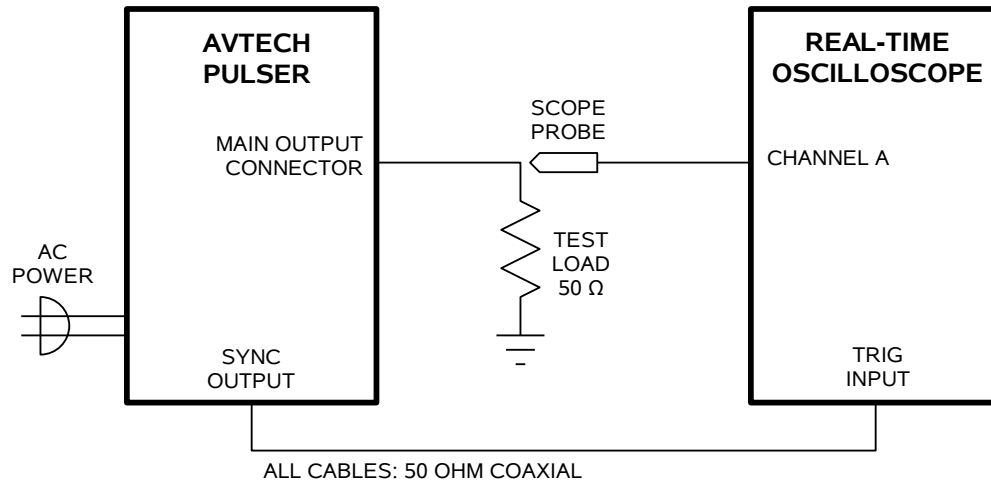 AVTECH
PULSER
REAL-TIME
OSCILLOSCOPE
SCOPE
PROBE
MAIN OUTPUT
CONNECTOR
CHANNEL A
AC
POWER
TEST
LOAD
50 Ω
SYNC
OUTPUT
TRIG
INPUT
ALL CABLES: 50 OHM COAXIAL